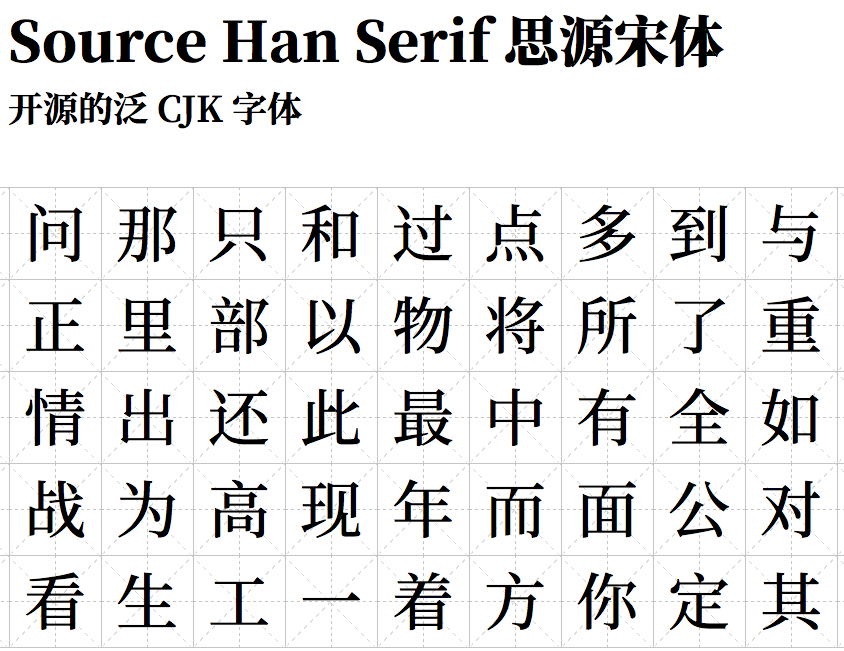 Source Han Serif 思源宋体
开源的泛 CJK 字体
问那只和过点多到与
正里部以物将所了重
情出还此最中有全如
战为高现年而面公对
看生工一着方你定其